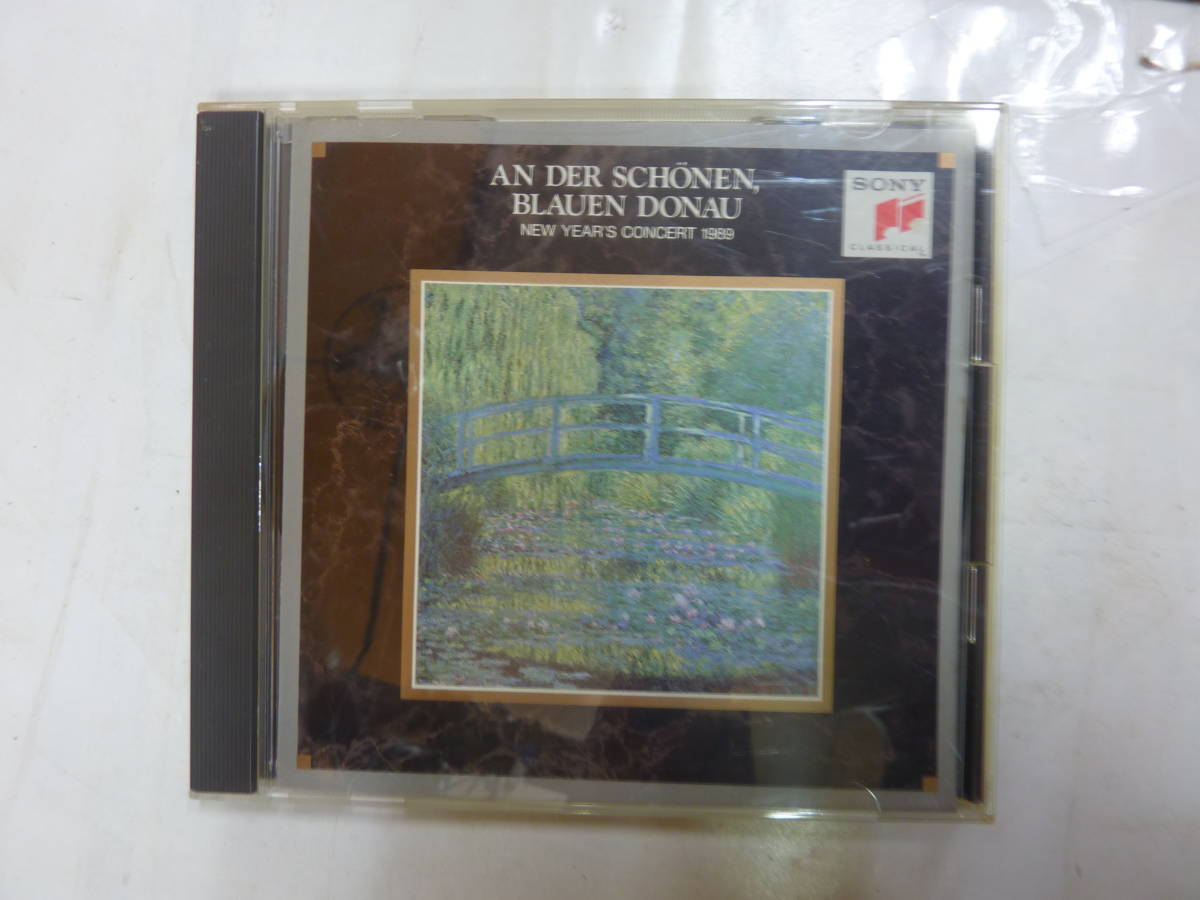 AN DER SCHÖNEN,
BLAUEN DONAU
NEW YEAR'S CONCERT 1989
SONY
CLASSICAL